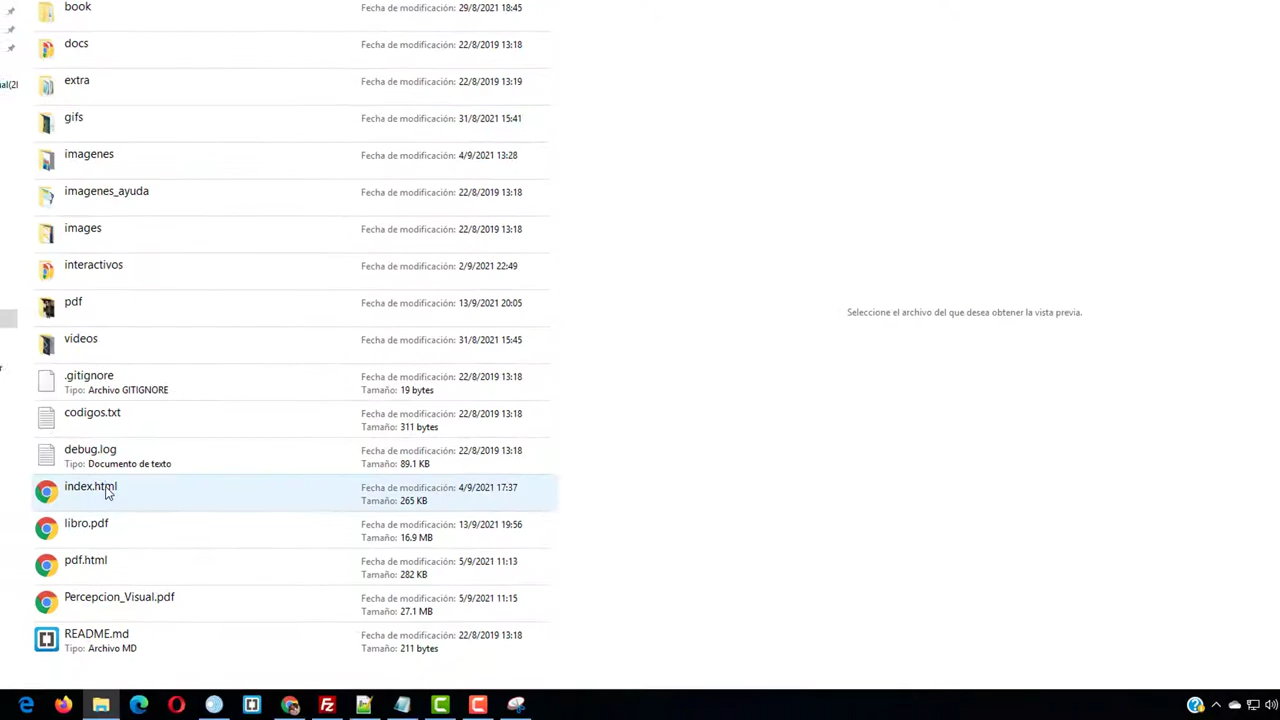 book Fecha de modificación: 29/8/2021 18:45
docs Fecha de modificación: 22/8/2019 13:18
extra Fecha de modificación: 22/8/2019 13:19
gifs Fecha de modificación: 31/8/2021 15:41
imagenes Fecha de modificación: 4/9/2021 13:28
imagenes_ayuda Fecha de modificación: 22/8/2019 13:18
images Fecha de modificación: 22/8/2019 13:18
interactivos Fecha de modificación: 2/9/2021 22:49
Seleccione el archivo del que desea obtener la vista previa.
pdf Fecha de modificación: 13/9/2021 20:05
videos Fecha de modificación: 31/8/2021 15:45
.gitignore Fecha de modificación: 22/8/2019 13:18
Tipo: Archivo GITIGNORE Tamaño: 19 bytes
codigos.txt Fecha de modificación: 22/8/2019 13:18
Tamaño: 311 bytes
debug.log Fecha de modificación: 22/8/2019 13:18
Tipo: Documento de texto Tamaño: 89.1 KB
index.html Fecha de modificación: 4/9/2021 17:37
Tamaño: 265 KB
libro.pdf Fecha de modificación: 13/9/2021 19:56
Tamaño: 16.9 MB
pdf.html Fecha de modificación: 5/9/2021 11:13
Tamaño: 282 KB
Percepcion_Visual.pdf Fecha de modificación: 5/9/2021 11:15
Tamaño: 27.1 MB
README.md Fecha de modificación: 22/8/2019 13:18
Tipo: Archivo MD Tamaño: 211 bytes